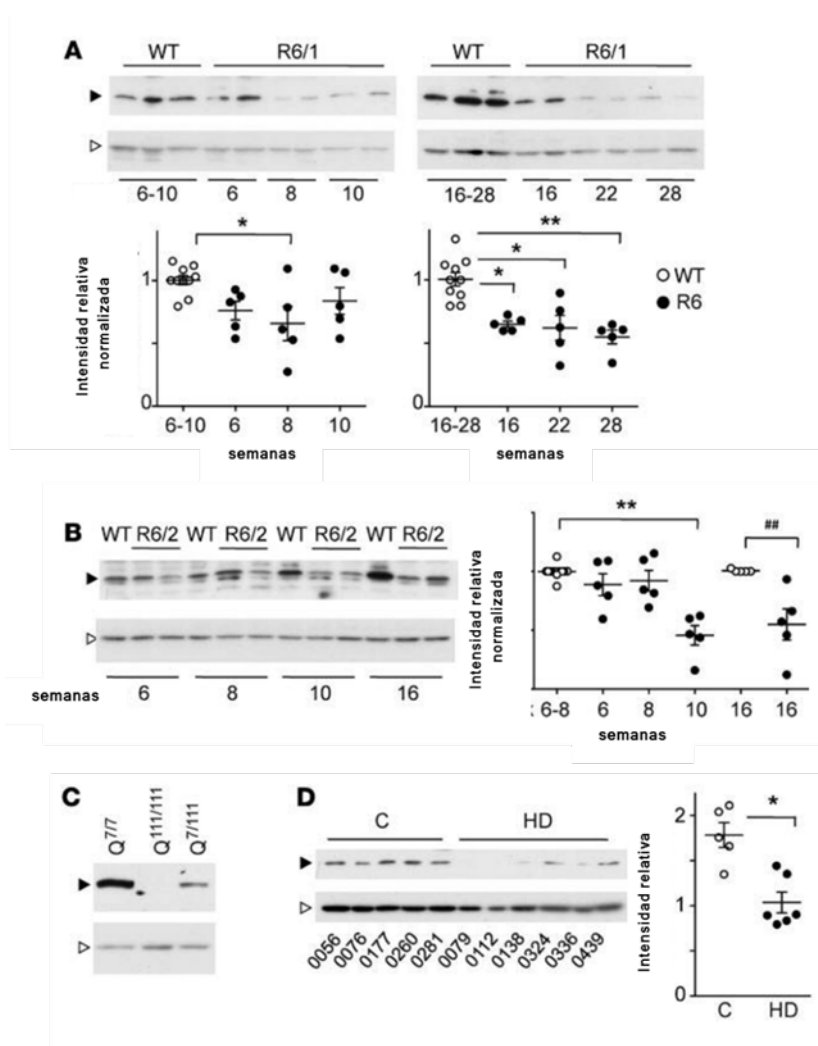 A
WT R6/1 WT R6/1
6-10 6 8 10 16-28 16 22 28
* ** * *
Intensidad relativa
normalizada
1 1
0 0
WT
R6
6-10 6 8 10 16-28 16 22 28
semanas semanas
B
WT R6/2 WT R6/2 WT R6/2 WT R6/2
** ##
Intensidad relativa
normalizada
semanas 6 8 10 16
6-8 6 8 10 16 16
semanas
C
Q7/7 Q111/111 Q7/111
D
C HD
0056 0076 0177 0260 0281 0079 0112 0138 0324 0336 0439
Intensidad relativa
*
2
1
0
C HD